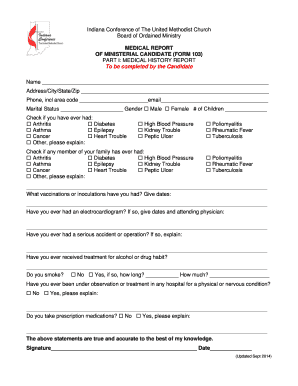 Indiana
Conference
Indiana Conference of The United Methodist Church
Board of Ordained Ministry
MEDICAL REPORT
OF MINISTERIAL CANDIDATE (FORM 103)
PART I: MEDICAL HISTORY REPORT
To be completed by the Candidate
Name
Address/City/State/Zip
Phone, incl area code email
Marital Status Gender ☐ Male ☐ Female # of Children
Check if you have ever had:
☐ Arthritis ☐ Diabetes ☐ High Blood Pressure ☐ Poliomyelitis
☐ Asthma ☐ Epilepsy ☐ Kidney Trouble ☐ Rheumatic Fever
☐ Cancer ☐ Heart Trouble ☐ Peptic Ulcer ☐ Tuberculosis
☐ Other, please explain:
Check if any member of your family has ever had:
☐ Arthritis ☐ Diabetes ☐ High Blood Pressure ☐ Poliomyelitis
☐ Asthma ☐ Epilepsy ☐ Kidney Trouble ☐ Rheumatic Fever
☐ Cancer ☐ Heart Trouble ☐ Peptic Ulcer ☐ Tuberculosis
☐ Other, please explain:
What vaccinations or inoculations have you had? Give dates:
Have you ever had an electrocardiogram? If so, give dates and attending physician:
Have you ever had a serious accident or operation? If so, explain:
Have you ever received treatment for alcohol or drug habit?
Do you smoke? ☐ No ☐ Yes, if so, how long? How much?
Have you ever been under observation or treatment in any hospital for a physical or nervous condition?
☐ No ☐ Yes, please explain:
Do you take prescription medications? ☐ No ☐ Yes, please explain:
The above statements are true and accurate to the best of my knowledge.
Signature Date
(Updated Sept 2014)